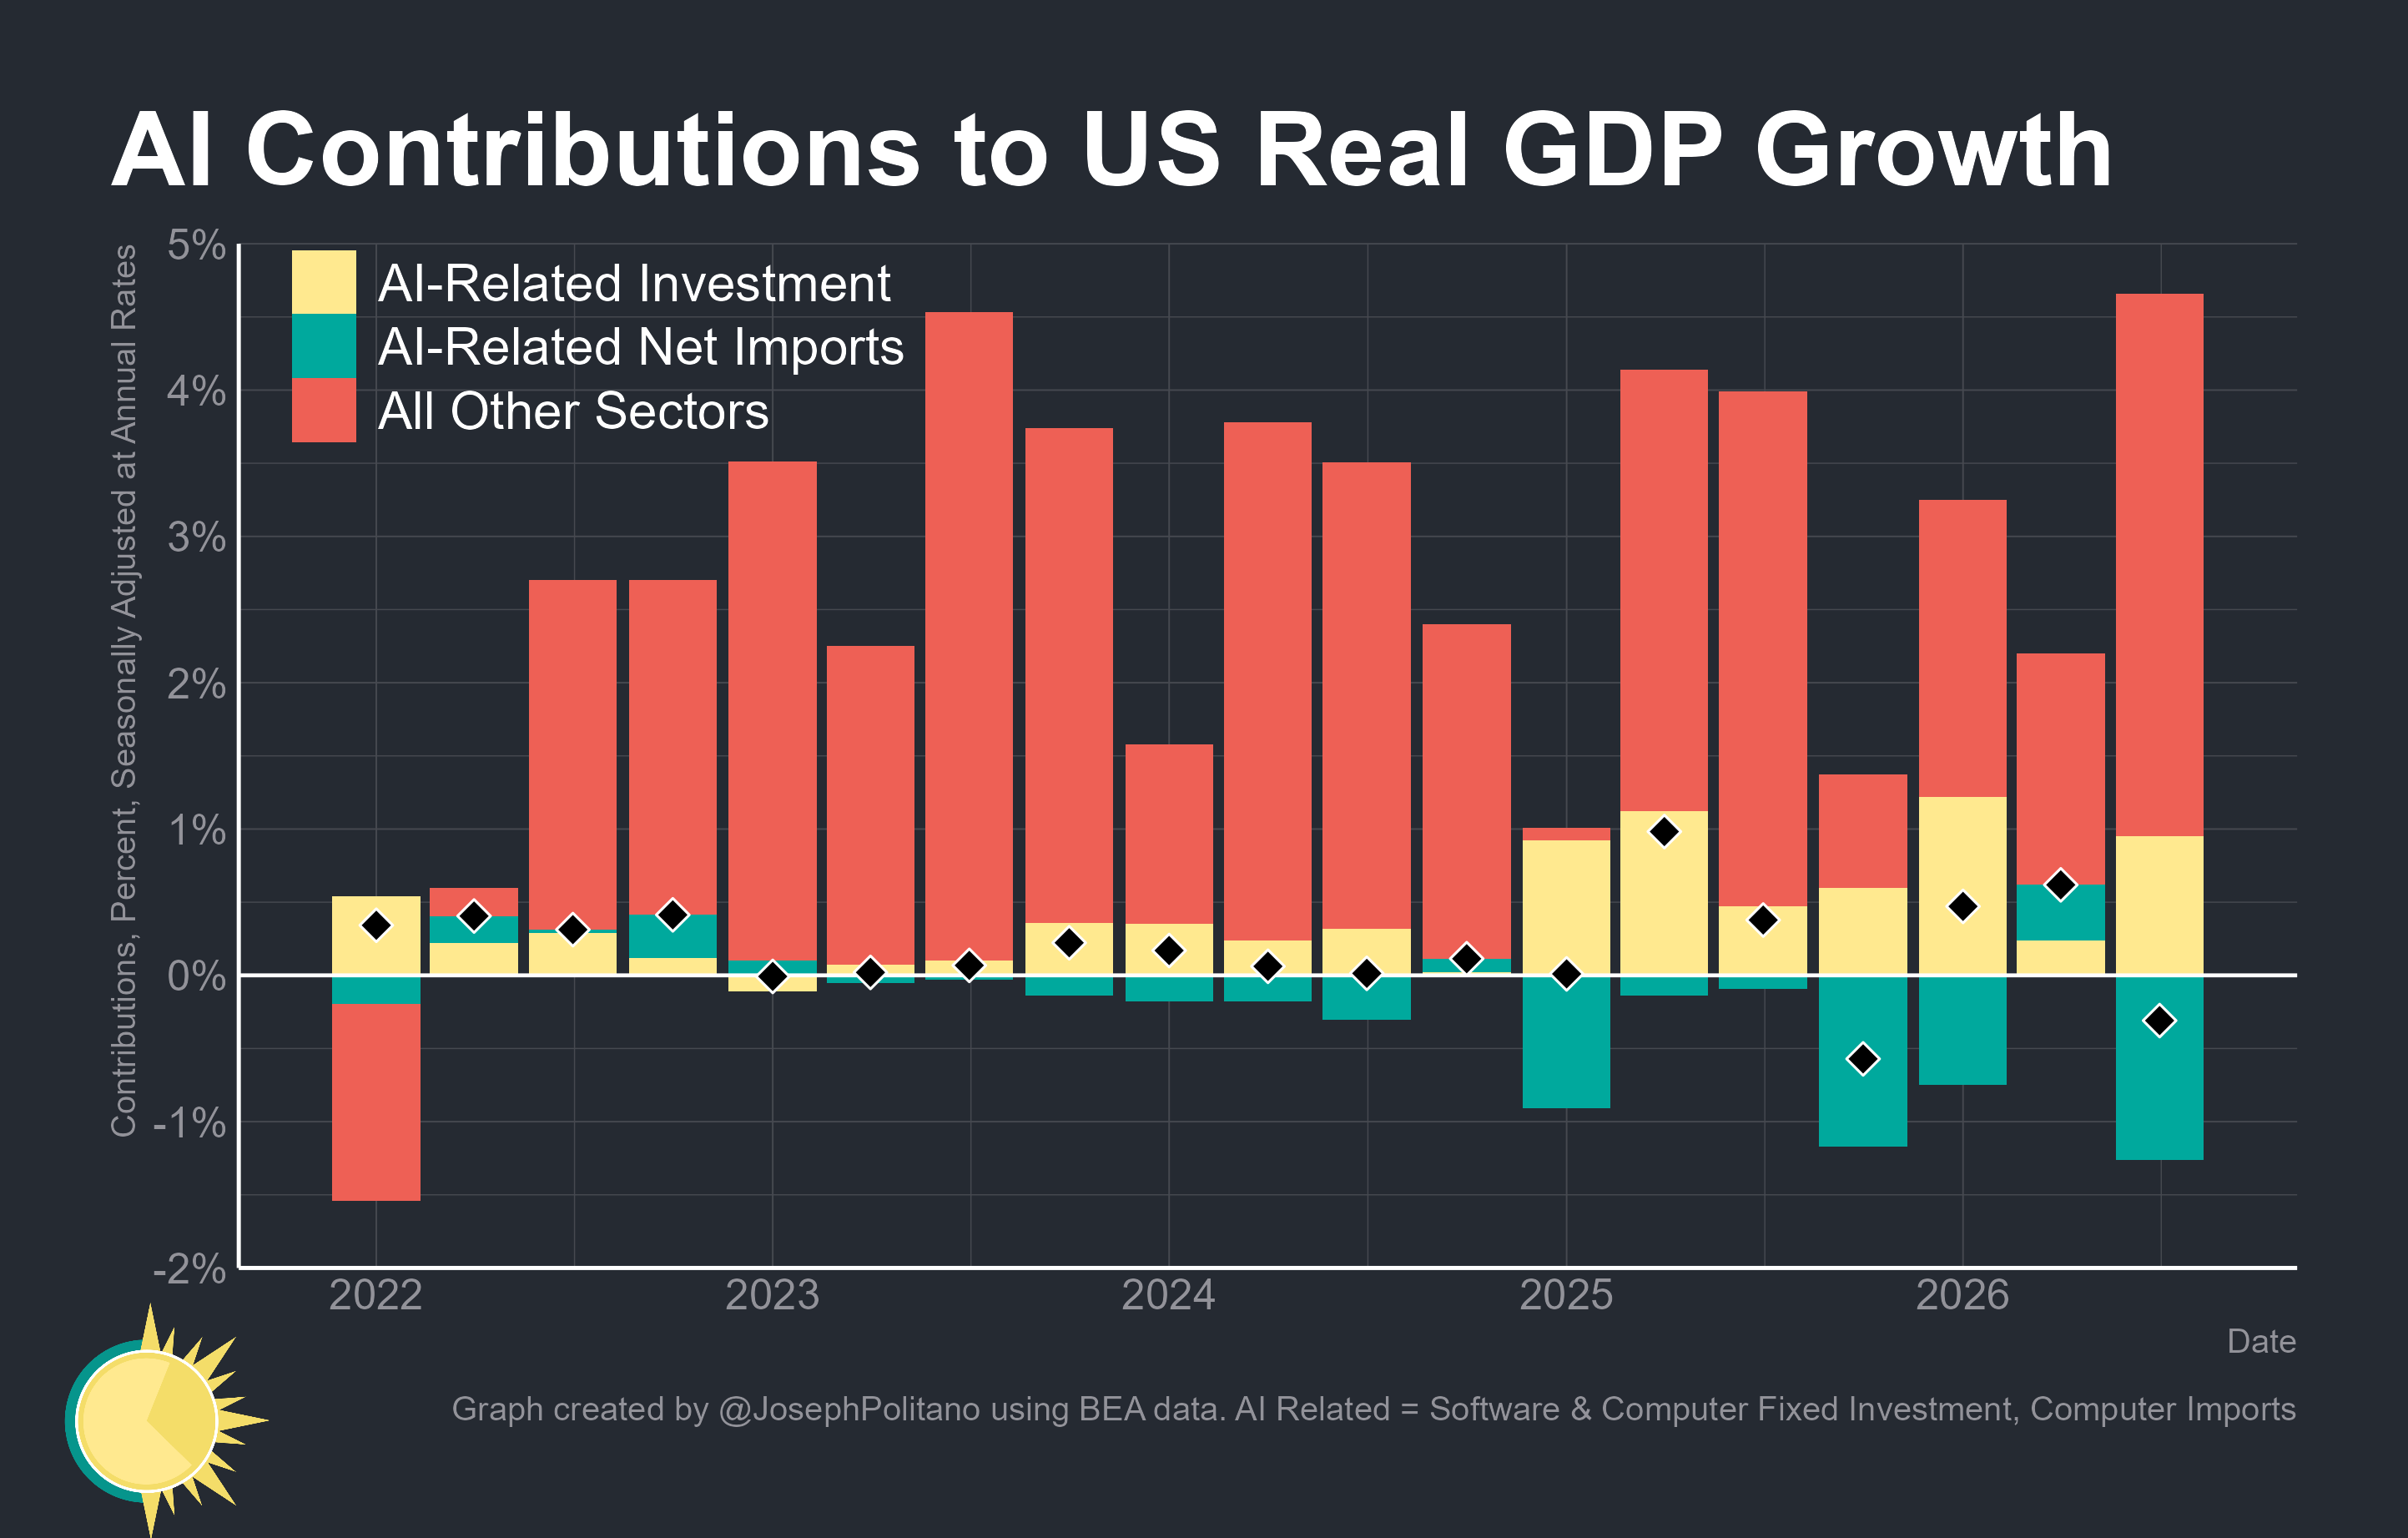 AI Contributions to US Real GDP Growth
Contributions, Percent, Seasonally Adjusted at Annual Rates
5%
4%
3%
2%
1%
0%
-1%
-2%
AI-Related Investment
AI-Related Net Imports
All Other Sectors
2022 2023 2024 2025 2026
Date
Graph created by @JosephPolitano using BEA data. AI Related = Software & Computer Fixed Investment, Computer Imports